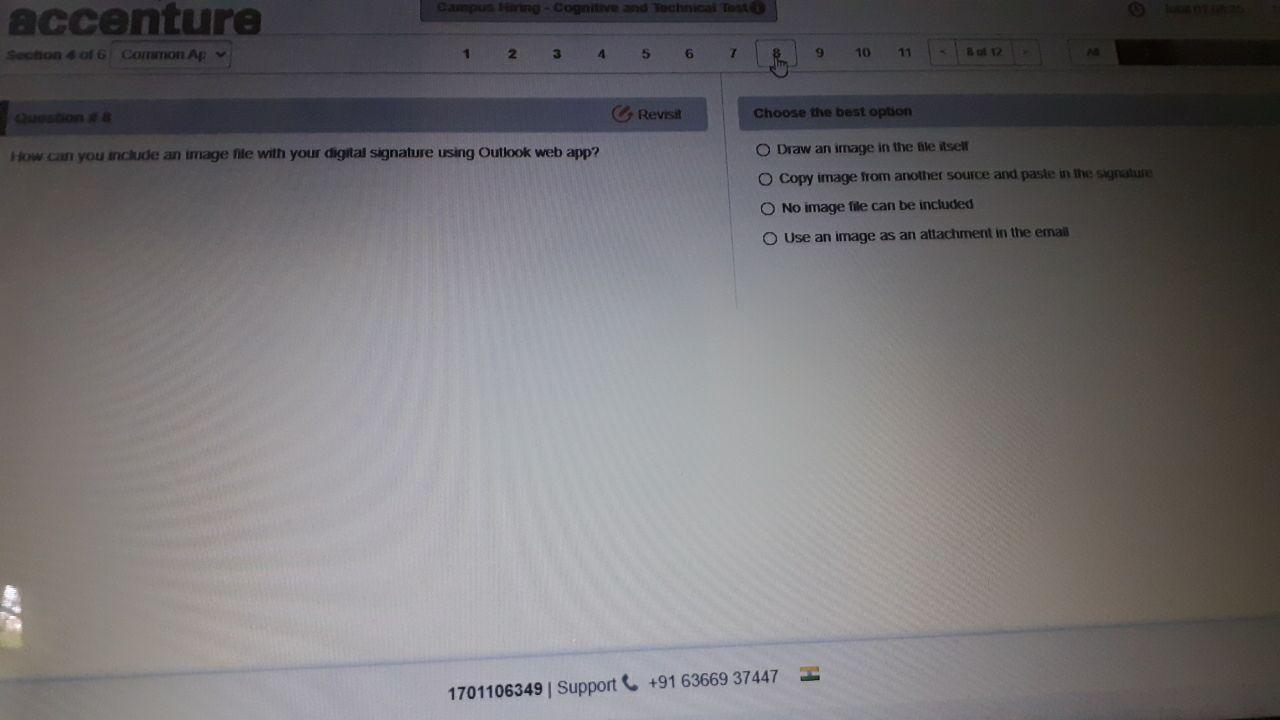 accenture
Campus Hiring - Cognitive and Technical Test
Section 4 of 6 Common Ap
1 2 3 4 5 6 7 8 9 10 11 < 8 of 12 > All
Question # 8
Revisit
How can you include an image file with your digital signature using Outlook web app?
Choose the best option
Draw an image in the file itself
Copy image from another source and paste in the signature
No image file can be included
Use an image as an attachment in the email
1701106349 | Support +91 63669 37447